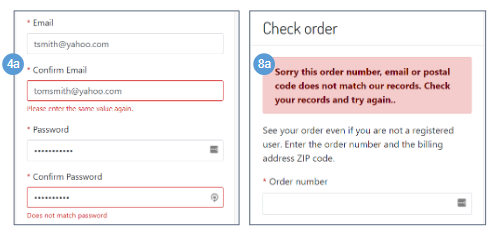 * Email
tsmith@yahoo.com
4a
* Confirm Email
tomsmith@yahoo.com
Please enter the same value again.
* Password
•••••••••••
* Confirm Password
•••••••••••
Does not match password
Check order
8a
Sorry this order number, email or postal
code does not match our records. Check
your records and try again..
See your order even if you are not a registered
user. Enter the order number and the billing
address ZIP code.
* Order number